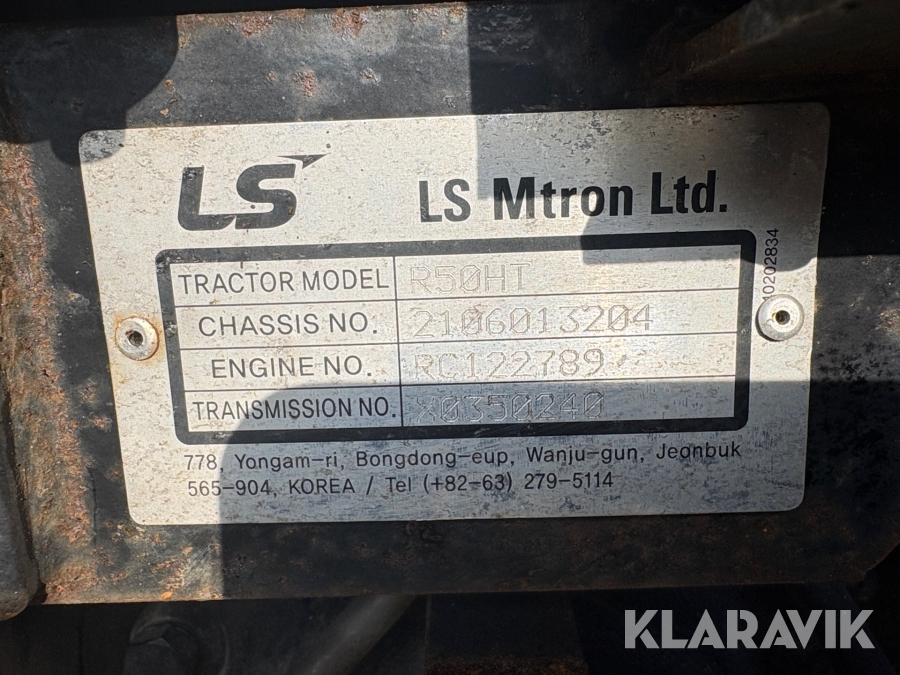 LS LS Mtron Ltd.
TRACTOR MODEL R50HT
CHASSIS NO. 2106013204
ENGINE NO. RC122789
TRANSMISSION NO. X0350240
40202834
778, Yongam-ri, Bongdong-eup, Wanju-gun, Jeonbuk
565-904, KOREA / Tel (+82-63) 279-5114
KLARAVIK